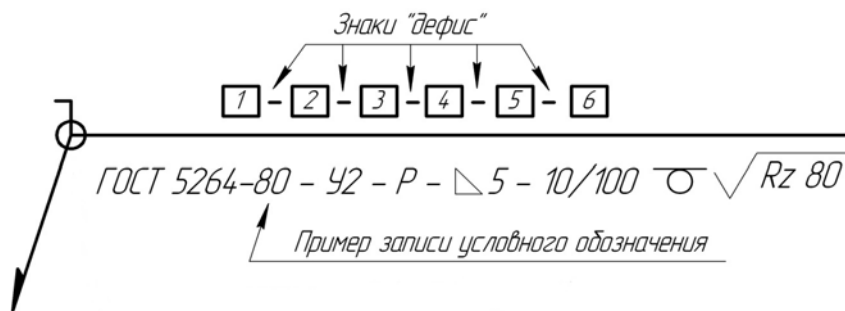 Знаки "дефис"
1 - 2 - 3 - 4 - 5 - 6
ГОСТ 5264-80 - У2 - Р - ◺ 5 - 10/100 О √ Rz 80
Пример записи условного обозначения